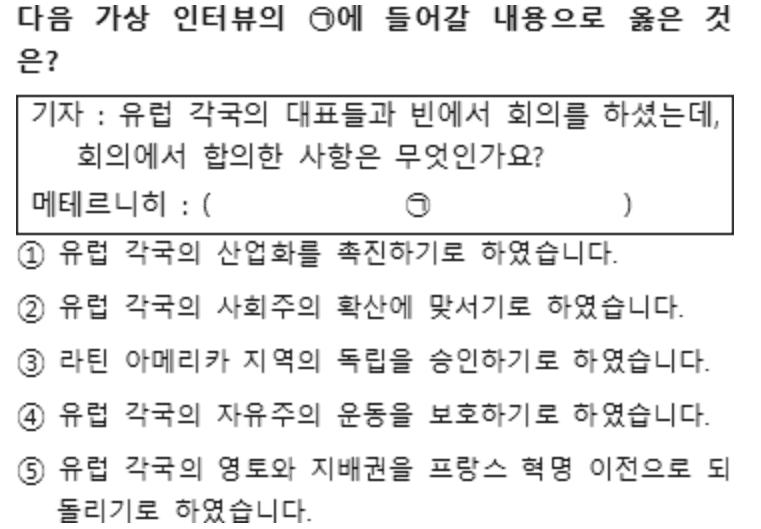 다음 가상 인터뷰의 ㉠에 들어갈 내용으로 옳은 것
은?
기자 : 유럽 각국의 대표들과 빈에서 회의를 하셨는데,
회의에서 합의한 사항은 무엇인가요?
메테르니히 : ( ㉠ )
① 유럽 각국의 산업화를 촉진하기로 하였습니다.
② 유럽 각국의 사회주의 확산에 맞서기로 하였습니다.
③ 라틴 아메리카 지역의 독립을 승인하기로 하였습니다.
④ 유럽 각국의 자유주의 운동을 보호하기로 하였습니다.
⑤ 유럽 각국의 영토와 지배권을 프랑스 혁명 이전으로 되
돌리기로 하였습니다.